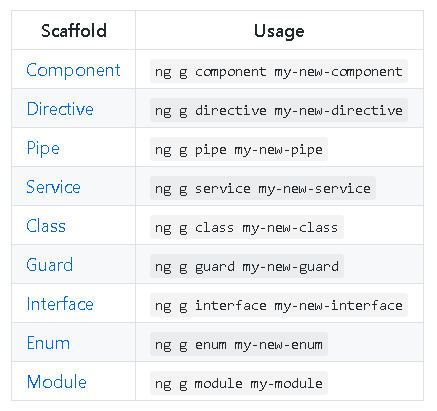 Scaffold Usage
Component ng g component my-new-component
Directive ng g directive my-new-directive
Pipe ng g pipe my-new-pipe
Service ng g service my-new-service
Class ng g class my-new-class
Guard ng g guard my-new-guard
Interface ng g interface my-new-interface
Enum ng g enum my-new-enum
Module ng g module my-module